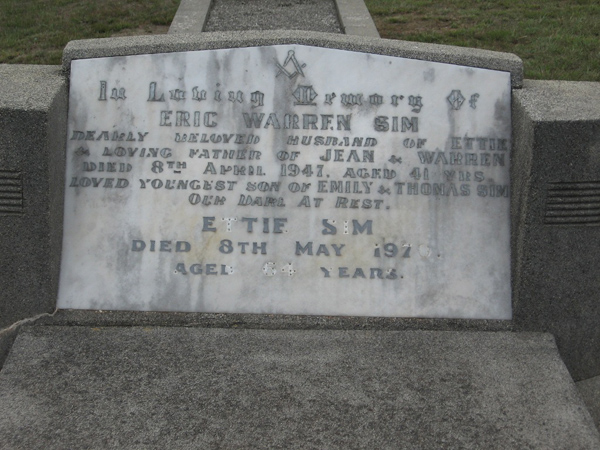 In Loving Memory Of
ERIC WARREN SIM
DEARLY BELOVED HUSBAND OF ETTIE
& LOVING FATHER OF JEAN & WARREN
DIED 8TH APRIL 1947. AGED 41 YRS.
LOVED YOUNGEST SON OF EMILY & THOMAS SIM
OUR DARL AT REST.
ETTIE SIM
DIED 8TH MAY
AGED 64 YEARS.